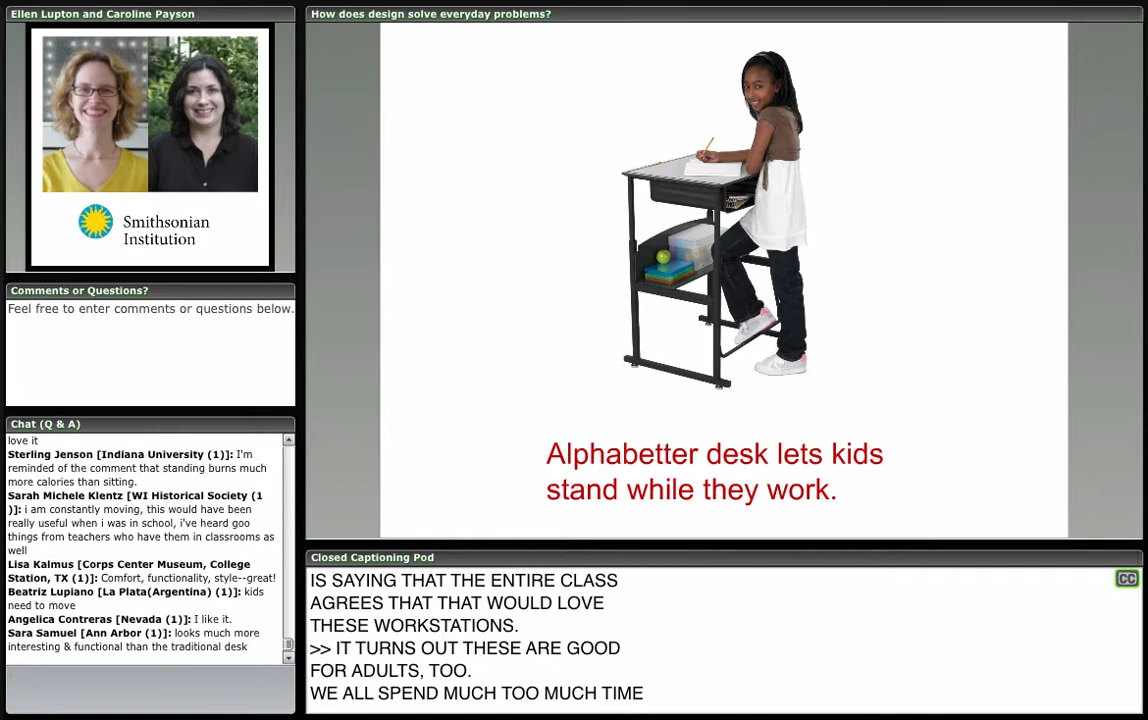 Ellen Lupton and Caroline Payson
Smithsonian
Institution
Comments or Questions?
Feel free to enter comments or questions below.
Chat (Q & A)
love it
Sterling Jenson [Indiana University (1)]: I'm
reminded of the comment that standing burns much
more calories than sitting.
Sarah Michele Klentz [WI Historical Society (1
)]: i am constantly moving, this would have been
really useful when i was in school, i've heard goo
things from teachers who have them in classrooms as
well
Lisa Kalmus [Corps Center Museum, College
Station, TX (1)]: Comfort, functionality, style--great!
Beatriz Lupiano [La Plata(Argentina) (1)]: kids
need to move
Angelica Contreras [Nevada (1)]: I like it.
Sara Samuel [Ann Arbor (1)]: looks much more
interesting & functional than the traditional desk
How does design solve everyday problems?
Alphabetter desk lets kids
stand while they work.
Closed Captioning Pod
IS SAYING THAT THE ENTIRE CLASS
AGREES THAT THAT WOULD LOVE
THESE WORKSTATIONS.
>> IT TURNS OUT THESE ARE GOOD
FOR ADULTS, TOO.
WE ALL SPEND MUCH TOO MUCH TIME
CC